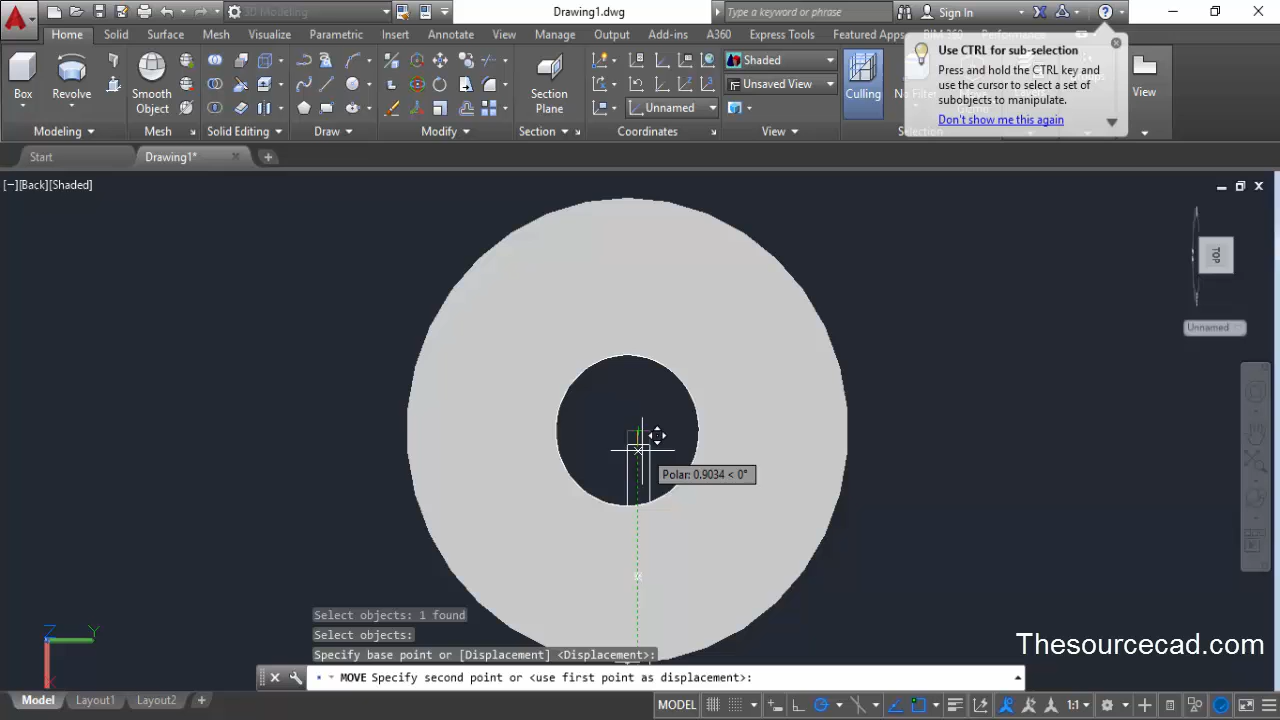 3D Modeling
Drawing1.dwg
Type a keyword or phrase
Sign In
Home
Solid
Surface
Mesh
Visualize
Parametric
Insert
Annotate
View
Manage
Output
Add-ins
A360
Express Tools
Featured Apps
BIM 360
Performance
Box
Revolve
Smooth
Object
Section
Plane
Shaded
Unsaved View
Unnamed
Culling
No Filter
View
Modeling
Mesh
Solid Editing
Draw
Modify
Section
Coordinates
View
Selection
Use CTRL for sub-selection
Press and hold the CTRL key and
use the cursor to select a set of
subobjects to manipulate.
Don't show me this again
Start
Drawing1*
[−][Back][Shaded]
TOP
Unnamed
Polar: 0.9034 < 0°
Select objects: 1 found
Select objects:
Specify base point or [Displacement] <Displacement>:
MOVE Specify second point or <use first point as displacement>:
Z
Y
Thesourcecad.com
Model
Layout1
Layout2
MODEL
1:1